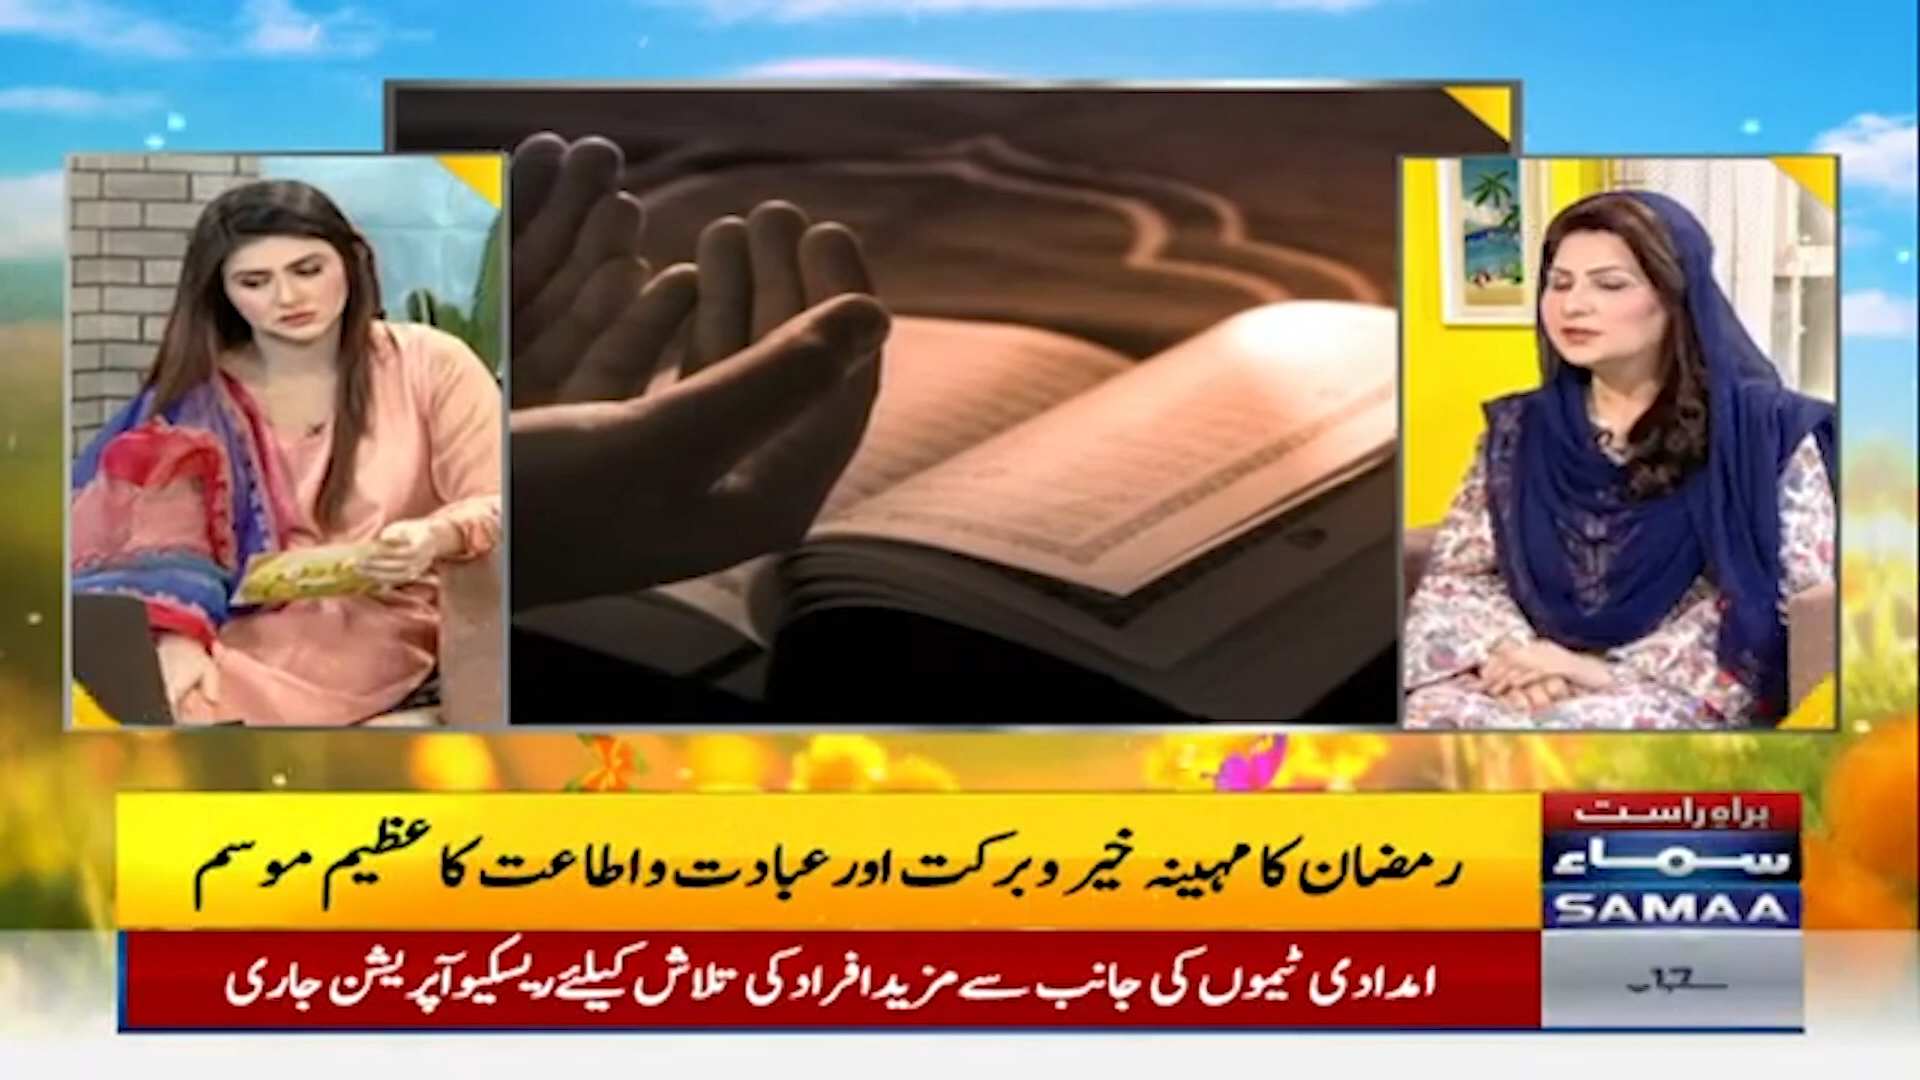 رمضان کا مہینہ خیر و برکت اور عبادت و اطاعت کا عظیم موسم
براہِ راست
سماء
SAMAA
امدادی ٹیموں کی جانب سے مزید افراد کی تلاش کیلئے ریسکیو آپریشن جاری